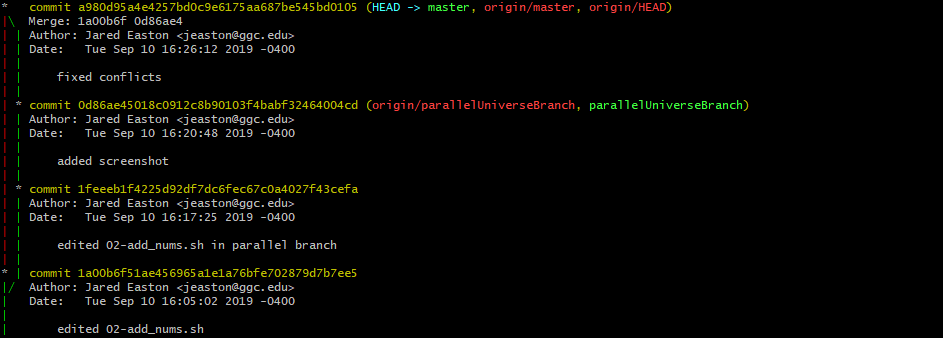 *   commit a980d95a4e4257bd0c9e6175aa687be545bd0105 (HEAD -> master, origin/master, origin/HEAD)
|\  Merge: 1a00b6f 0d86ae4
| | Author: Jared Easton <jeaston@ggc.edu>
| | Date:   Tue Sep 10 16:26:12 2019 -0400
| |
| |     fixed conflicts
| |
| * commit 0d86ae45018c0912c8b90103f4babf32464004cd (origin/parallelUniverseBranch, parallelUniverseBranch)
| | Author: Jared Easton <jeaston@ggc.edu>
| | Date:   Tue Sep 10 16:20:48 2019 -0400
| |
| |     added screenshot
| |
| * commit 1feeeb1f4225d92df7dc6fec67c0a4027f43cefa
| | Author: Jared Easton <jeaston@ggc.edu>
| | Date:   Tue Sep 10 16:17:25 2019 -0400
| |
| |     edited 02-add_nums.sh in parallel branch
| |
* | commit 1a00b6f51ae456965a1e1a76bfe702879d7b7ee5
|/  Author: Jared Easton <jeaston@ggc.edu>
|   Date:   Tue Sep 10 16:05:02 2019 -0400
|
|       edited 02-add_nums.sh